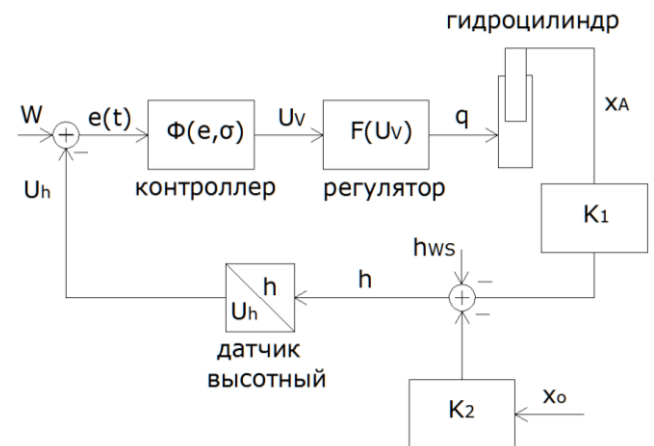 гидроцилиндр
W
e(t)
Φ(e,σ)
Uv
F(Uv)
q
xA
Uh
контроллер
регулятор
K1
hws
h
Uh
h
датчик
высотный
K2
xo